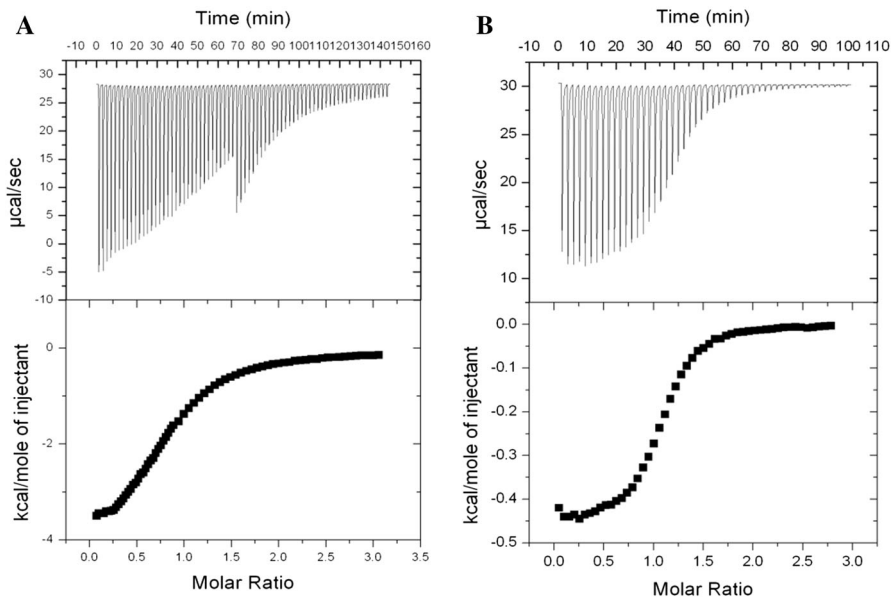 A
Time (min)
-10 0 10 20 30 40 50 60 70 80 90 100 110 120 130 140 150 160
30
25
20
15
10
5
0
-5
-10
µcal/sec
0
-2
-4
kcal/mole of injectant
0.0 0.5 1.0 1.5 2.0 2.5 3.0 3.5
Molar Ratio
B
Time (min)
-10 0 10 20 30 40 50 60 70 80 90 100 110
30
25
20
15
10
µcal/sec
0.0
-0.1
-0.2
-0.3
-0.4
-0.5
kcal/mole of injectant
0.0 0.5 1.0 1.5 2.0 2.5 3.0
Molar Ratio